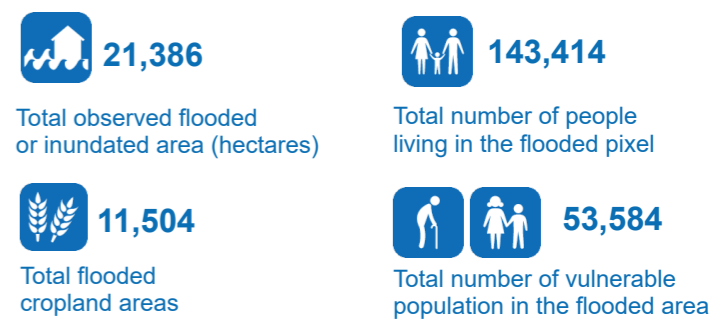 21,386
Total observed flooded
or inundated area (hectares)
143,414
Total number of people
living in the flooded pixel
11,504
Total flooded
cropland areas
53,584
Total number of vulnerable
population in the flooded area